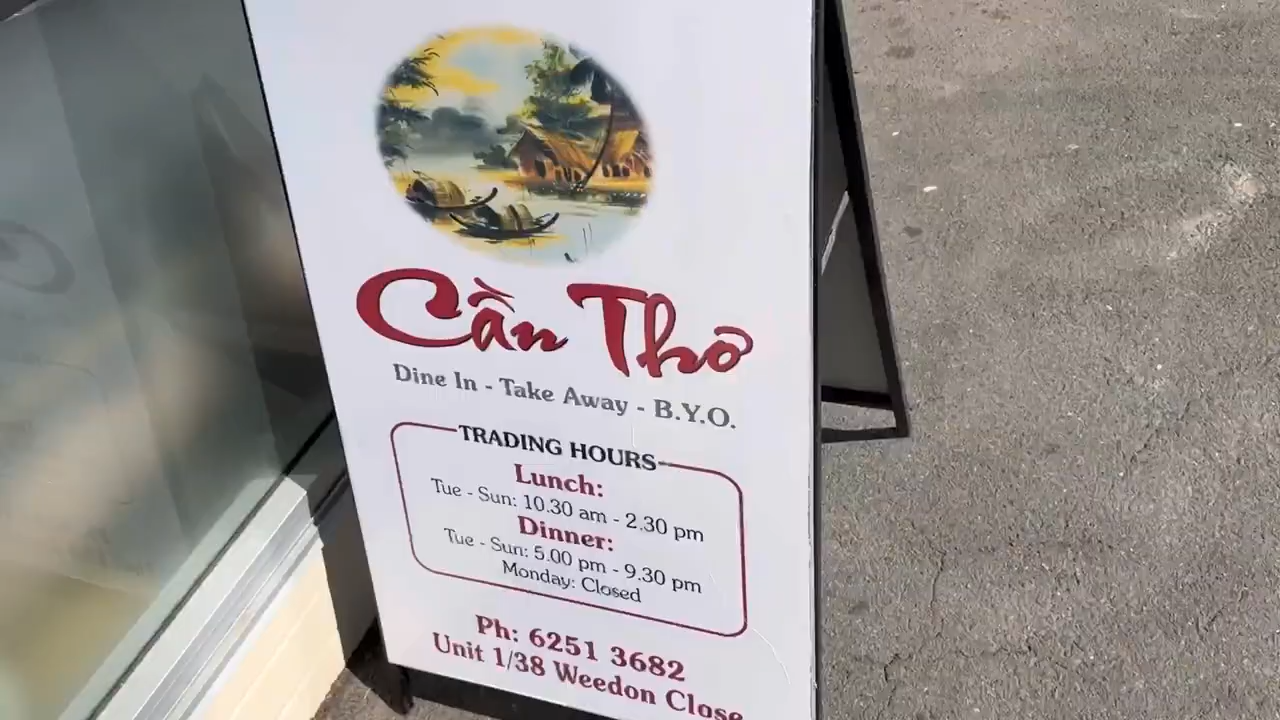 Cần Thơ
Dine In - Take Away - B.Y.O.
TRADING HOURS
Lunch:
Tue - Sun: 10.30 am - 2.30 pm
Dinner:
Tue - Sun: 5.00 pm - 9.30 pm
Monday: Closed
Ph: 6251 3682
Unit 1/38 Weedon Close